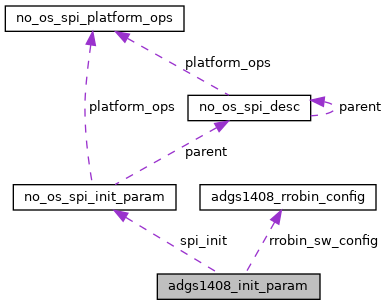 no_os_spi_platform_ops
platform_ops
no_os_spi_desc
platform_ops
parent
parent
no_os_spi_init_param
adgs1408_rrobin_config
spi_init
rrobin_sw_config
adgs1408_init_param